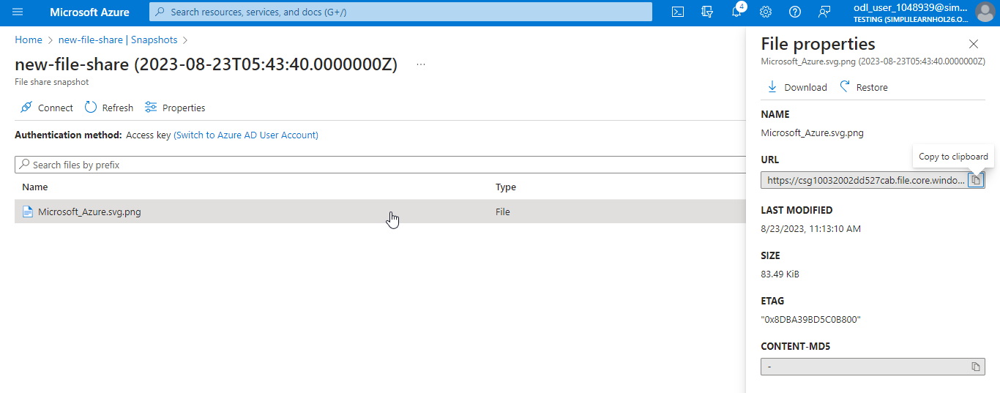 Microsoft Azure
Search resources, services, and docs (G+/)
4
odl_user_1048939@sim...
TESTING (SIMPLILEARNHOL26.O...
Home > new-file-share | Snapshots >
new-file-share (2023-08-23T05:43:40.0000000Z) ...
File share snapshot
Connect Refresh Properties
Authentication method: Access key (Switch to Azure AD User Account)
Search files by prefix
Name Type
Microsoft_Azure.svg.png File
File properties
Microsoft_Azure.svg.png (2023-08-23T05:43:40.0000000Z)
Download Restore
NAME
Microsoft_Azure.svg.png
Copy to clipboard
URL
https://csg10032002dd527cab.file.core.windo...
LAST MODIFIED
8/23/2023, 11:13:10 AM
SIZE
83.49 KiB
ETAG
"0x8DBA39BD5C0B800"
CONTENT-MD5
-